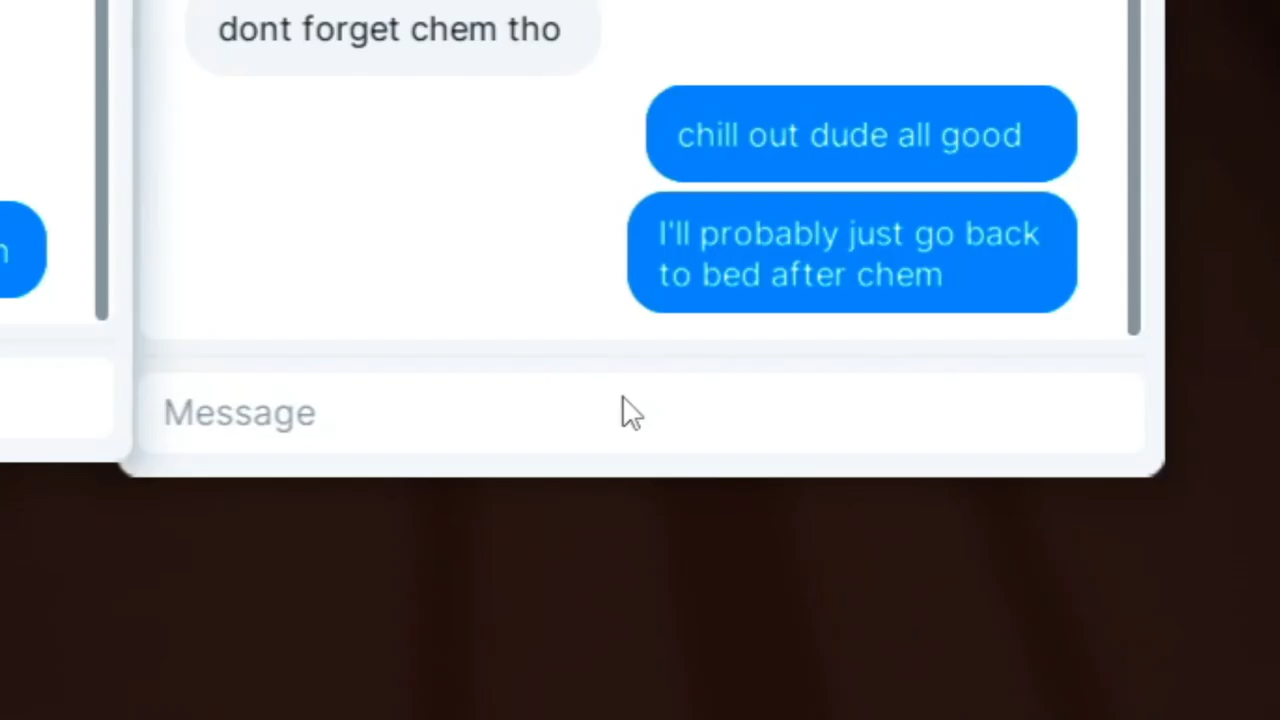 dont forget chem tho
chill out dude all good
I'll probably just go back
to bed after chem
Message